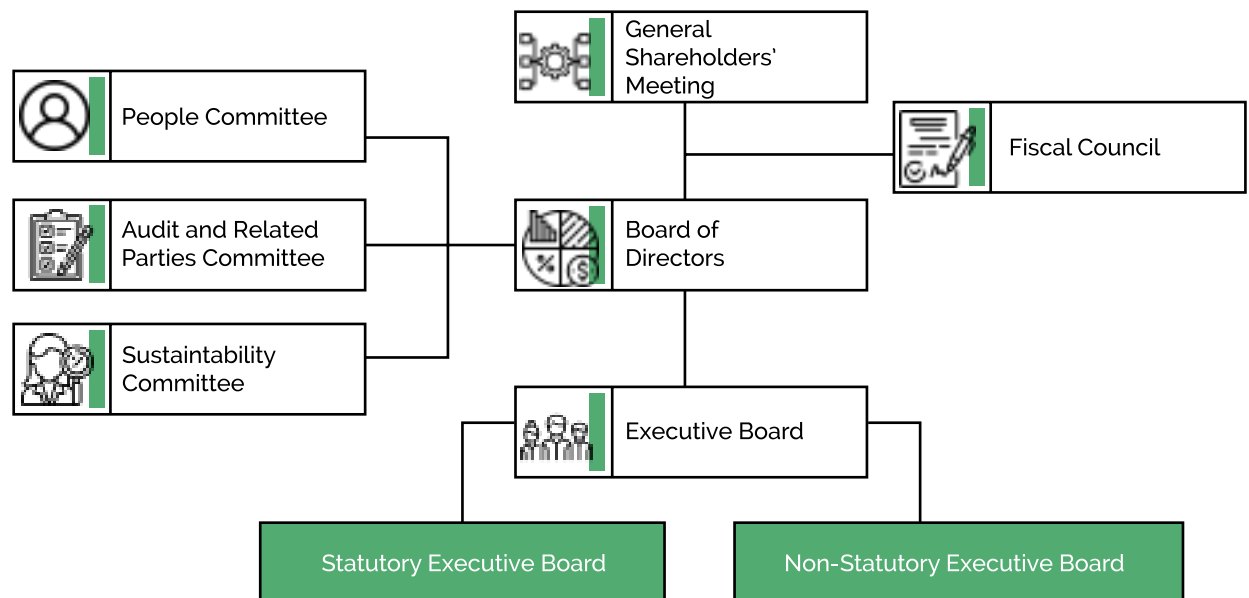 General
Shareholders’
Meeting
People Committee
Fiscal Council
Audit and Related
Parties Committee
Board of
Directors
Sustaintability
Committee
Executive Board
Statutory Executive Board
Non-Statutory Executive Board